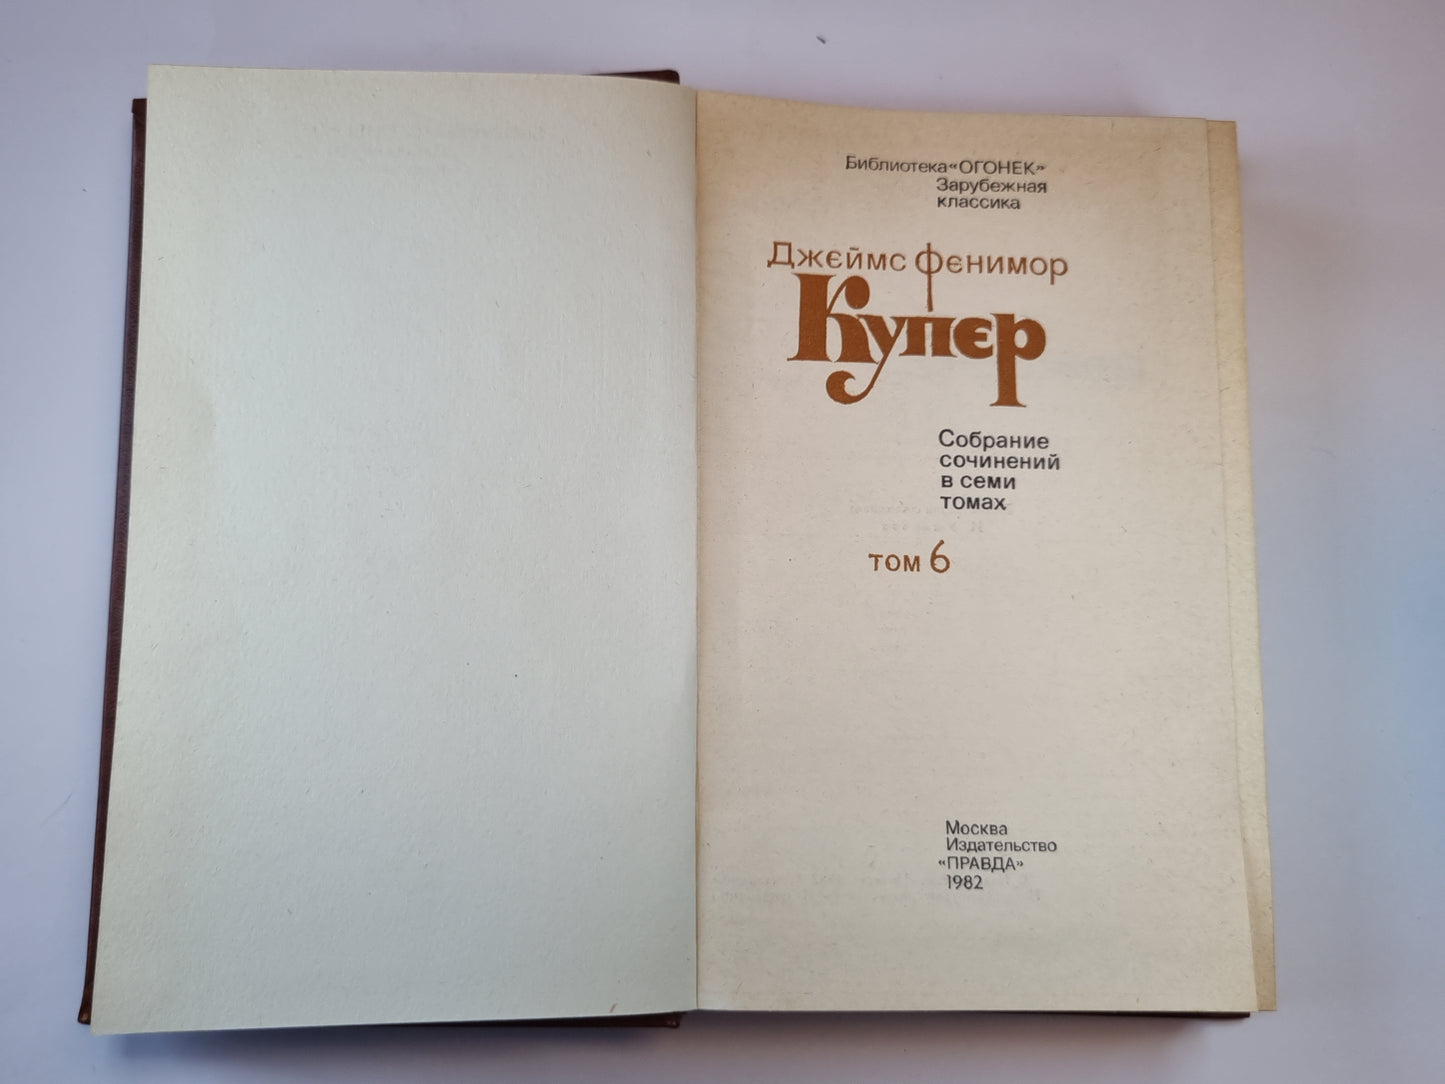 Библиотека«ОГОНЕК»
Зарубежная
классика
Джеймс Фенимор
Купер
Собрание
сочинений
в семи
томах
том 6
Москва
Издательство
«ПРАВДА»
1982